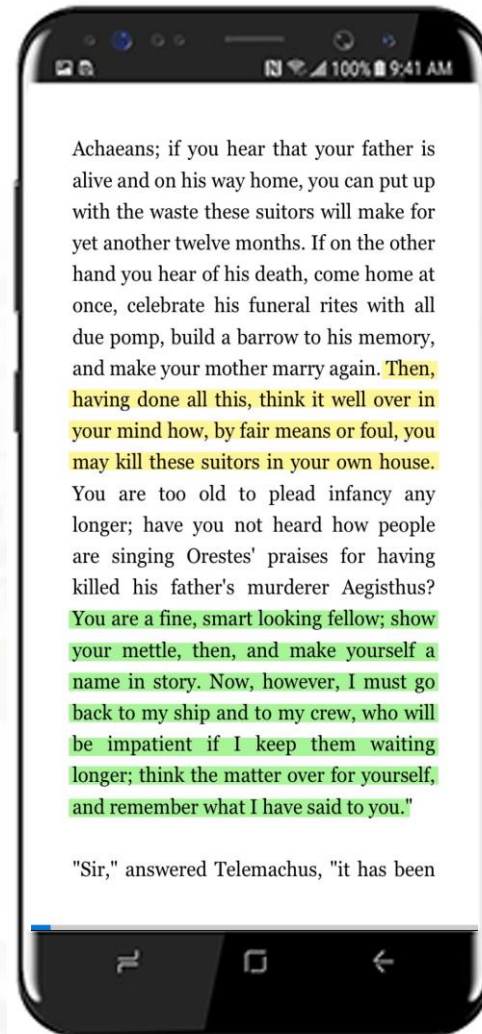 100% 9:41 AM
Achaeans; if you hear that your father is
alive and on his way home, you can put up
with the waste these suitors will make for
yet another twelve months. If on the other
hand you hear of his death, come home at
once, celebrate his funeral rites with all
due pomp, build a barrow to his memory,
and make your mother marry again. Then,
having done all this, think it well over in
your mind how, by fair means or foul, you
may kill these suitors in your own house.
You are too old to plead infancy any
longer; have you not heard how people
are singing Orestes' praises for having
killed his father's murderer Aegisthus?
You are a fine, smart looking fellow; show
your mettle, then, and make yourself a
name in story. Now, however, I must go
back to my ship and to my crew, who will
be impatient if I keep them waiting
longer; think the matter over for yourself,
and remember what I have said to you."
"Sir," answered Telemachus, "it has been